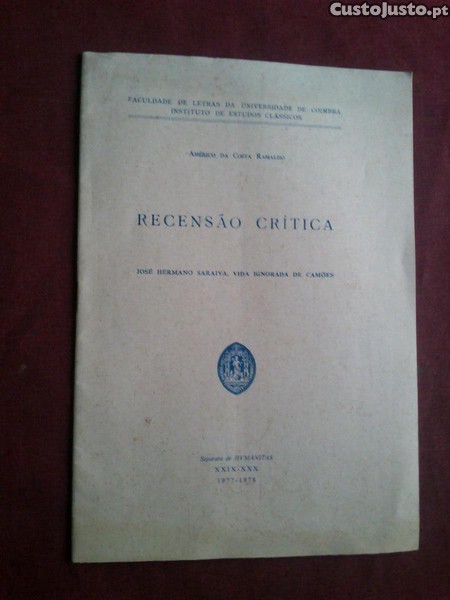 CustoJusto.pt
FACULDADE DE LETRAS DA UNIVERSIDADE DE COIMBRA
INSTITUTO DE ESTUDOS CLÁSSICOS
AMÉRICO DA COSTA RAMALHO
RECENSÃO CRÍTICA
JOSÉ HERMANO SARAIVA, VIDA IGNORADA DE CAMÕES
Separata de HVMANITAS
XXIX-XXX
1977-1978